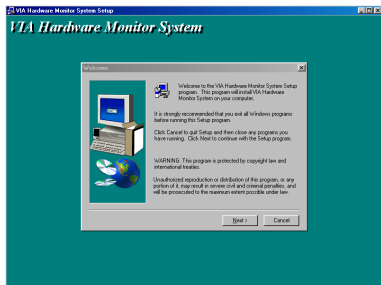 VIA Hardware Monitor System Setup
VIA Hardware Monitor System
Welcome
Welcome to the VIA Hardware Monitor System Setup
program. This program will install VIA Hardware
Monitor System on your computer.
It is strongly recommended that you exit all Windows programs
before running this Setup program.
Click Cancel to quit Setup and then close any programs you
have running. Click Next to continue with the Setup program.
WARNING: This program is protected by copyright law and
international treaties.
Unauthorized reproduction or distribution of this program, or any
portion of it, may result in severe civil and criminal penalties, and
will be prosecuted to the maximum extent possible under law.
Next >
Cancel